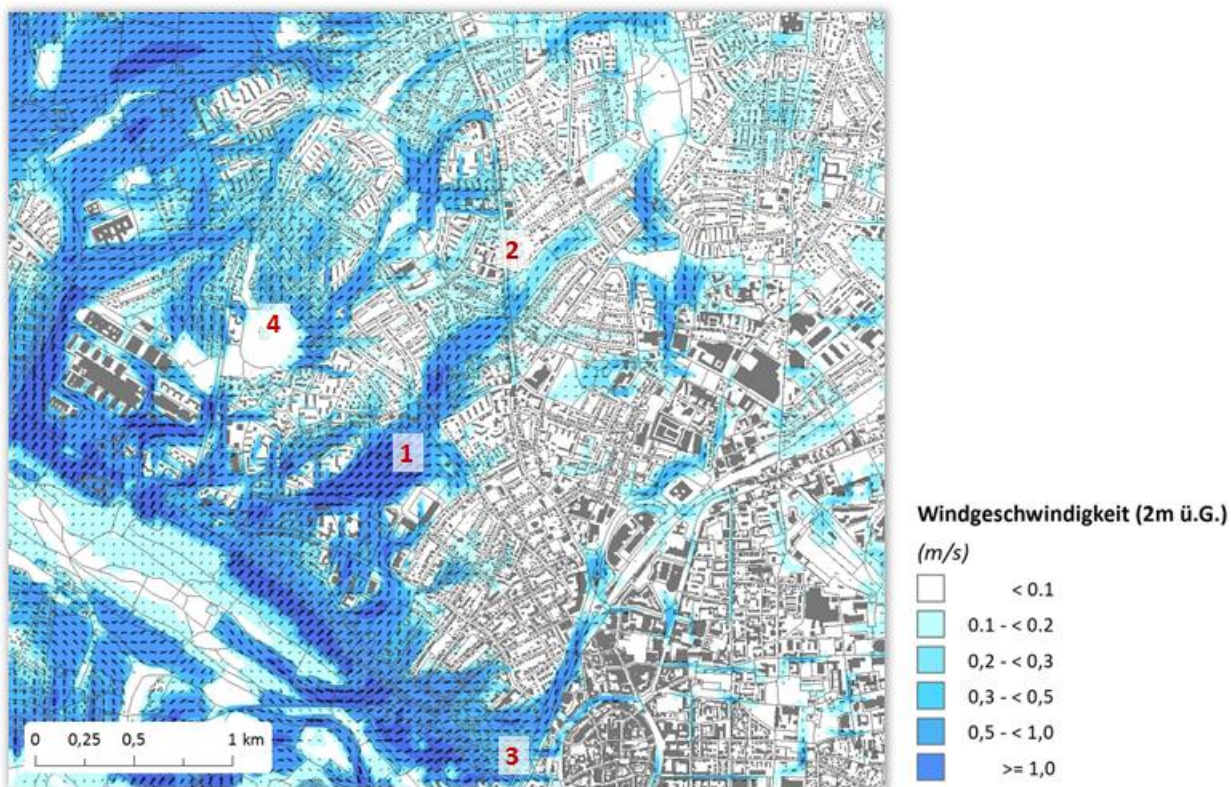 2
4
1
3
0 0,25 0,5 1 km
Windgeschwindigkeit (2m ü.G.)
(m/s)
< 0.1
0.1 - < 0.2
0,2 - < 0,3
0,3 - < 0,5
0,5 - < 1,0
>= 1,0